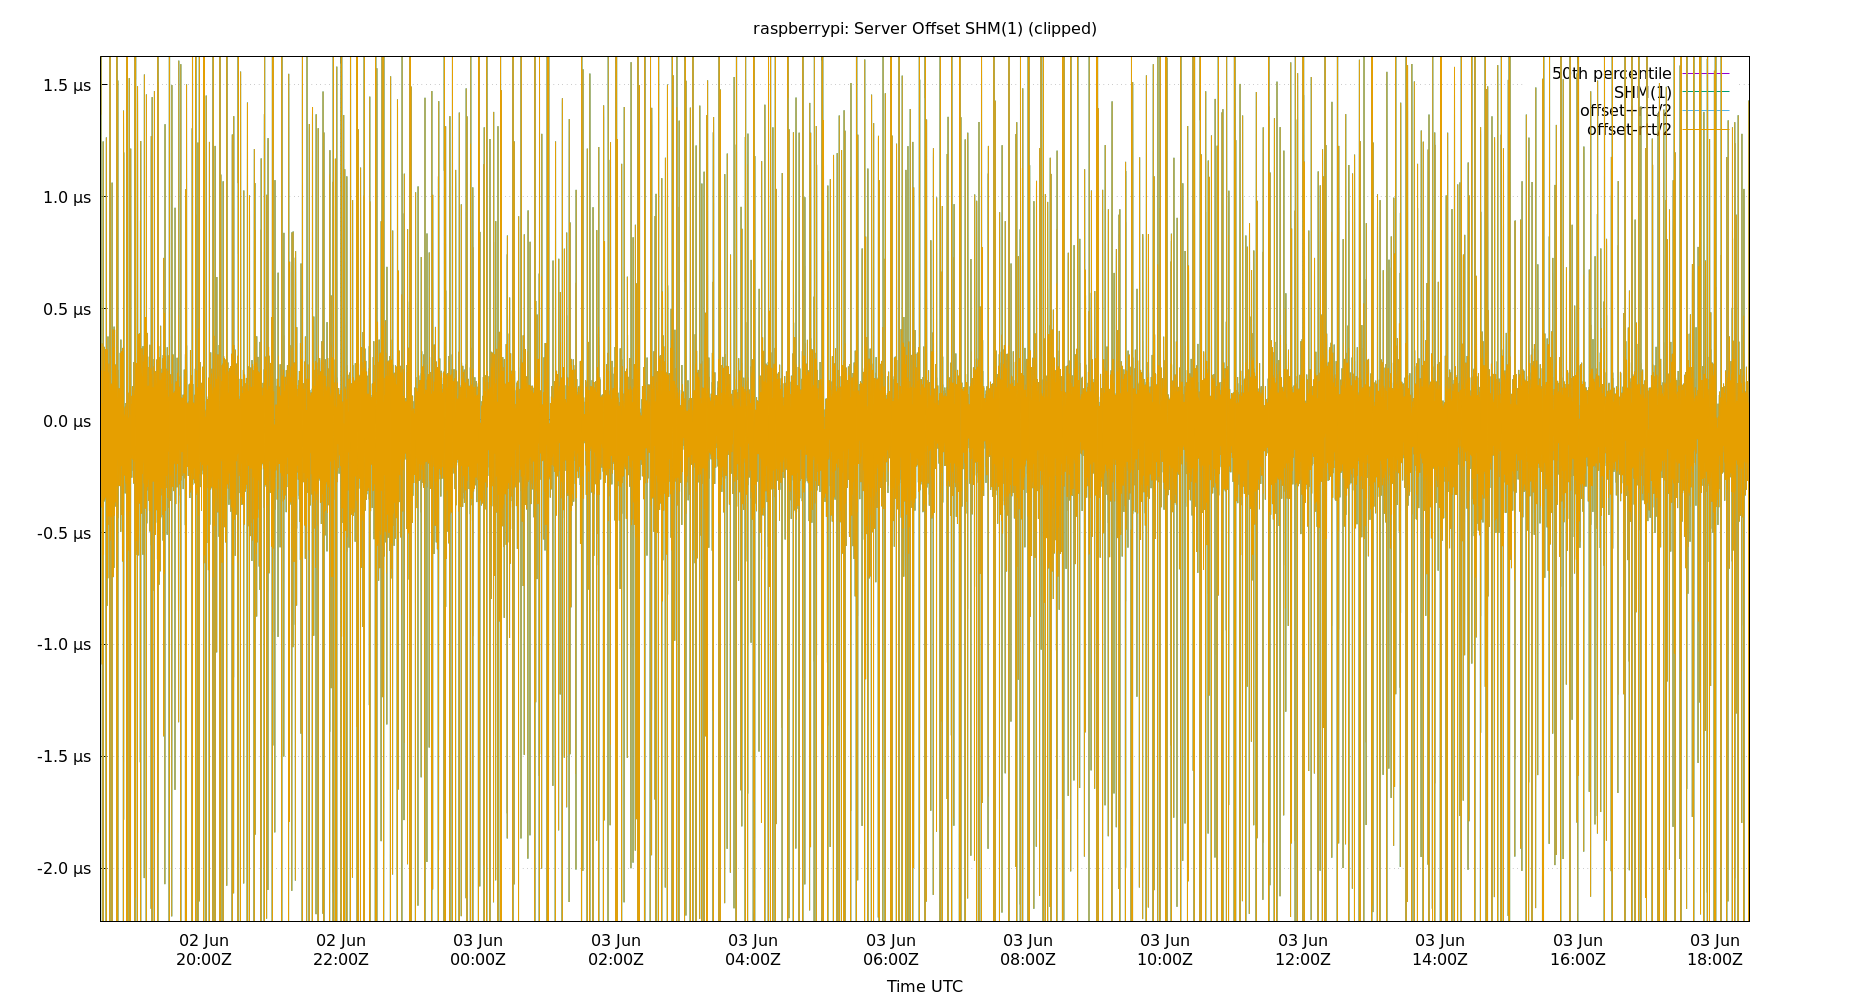 raspberrypi: Server Offset SHM(1) (clipped)
50th percentile
SHM(1)
offset+rtt/2
offset-rtt/2
1.5 µs
1.0 µs
0.5 µs
0.0 µs
-0.5 µs
-1.0 µs
-1.5 µs
-2.0 µs
02 Jun 02 Jun 03 Jun 03 Jun 03 Jun 03 Jun 03 Jun 03 Jun 03 Jun 03 Jun 03 Jun 03 Jun
20:00Z 22:00Z 00:00Z 02:00Z 04:00Z 06:00Z 08:00Z 10:00Z 12:00Z 14:00Z 16:00Z 18:00Z
Time UTC